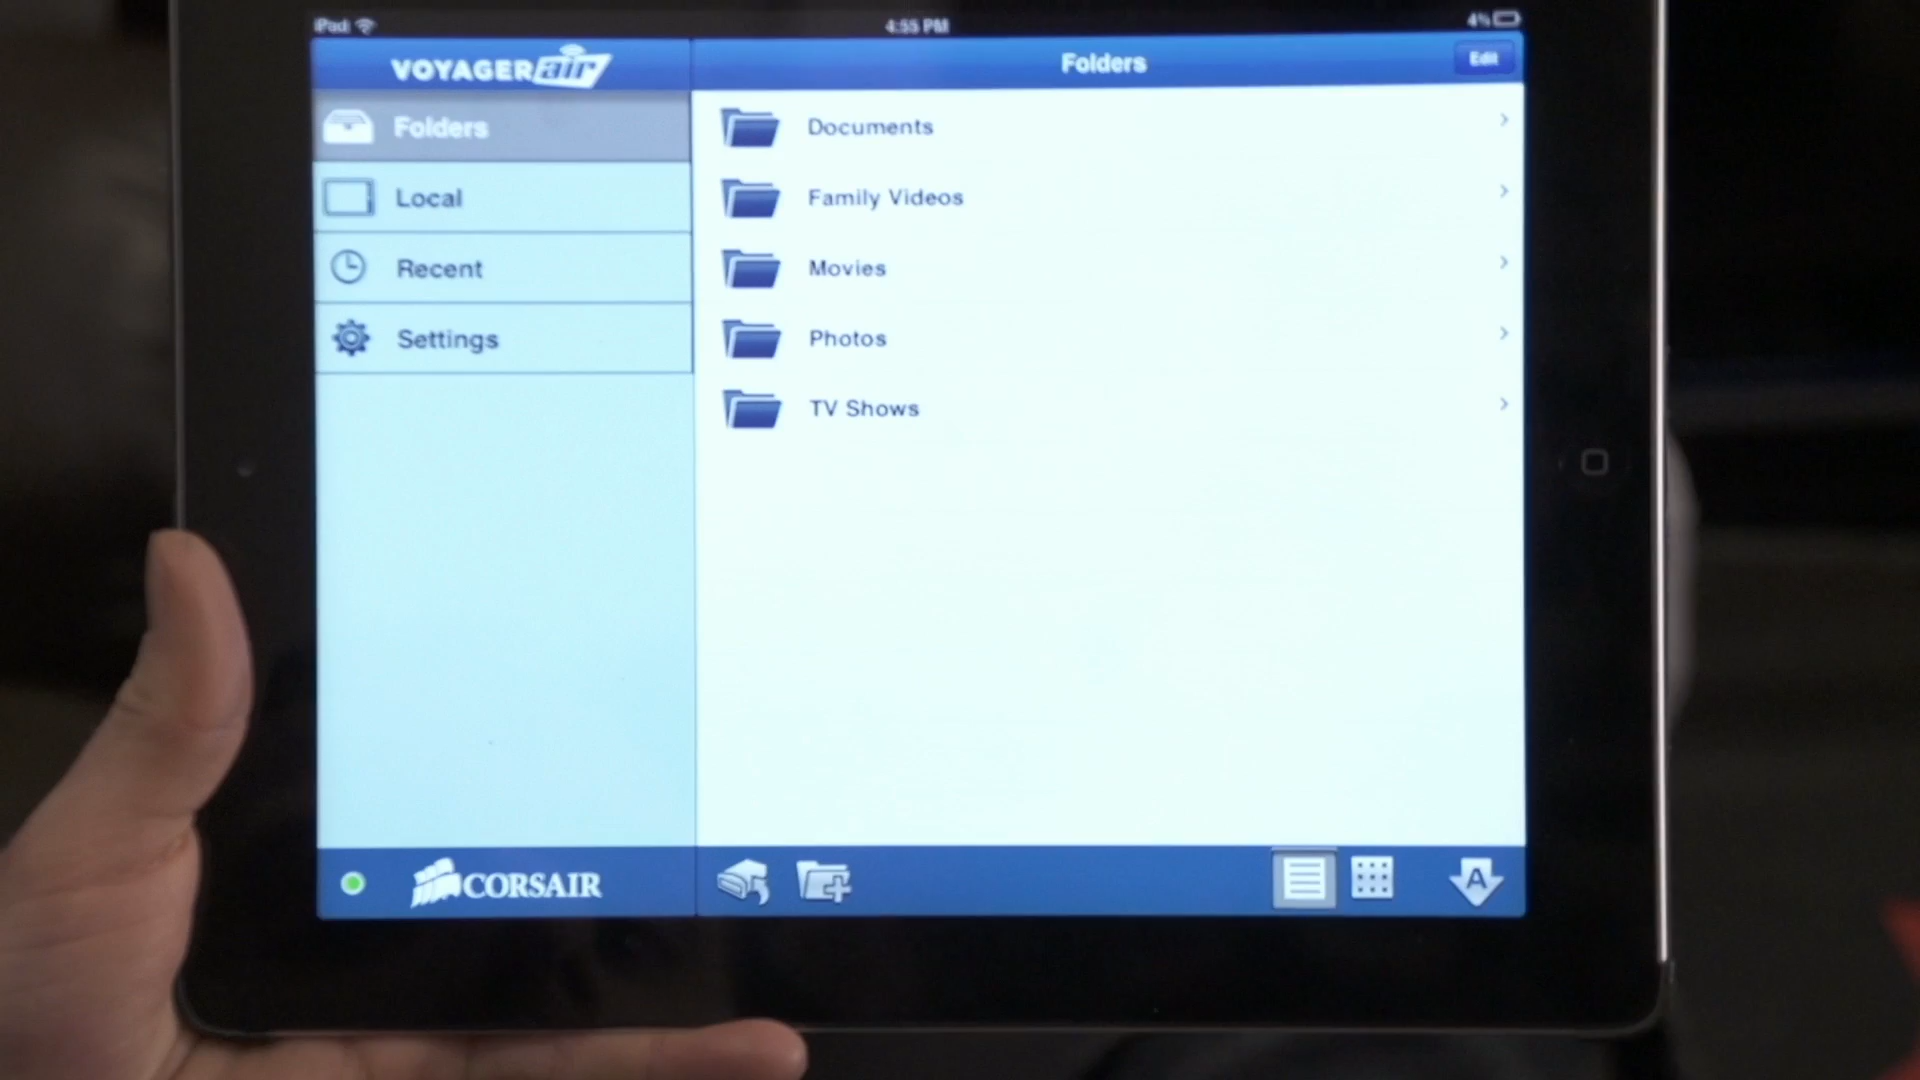 iPad
4:55 PM
4%
VOYAGER air
Folders
Edit
Folders
Local
Recent
Settings
Documents
Family Videos
Movies
Photos
TV Shows
CORSAIR
A